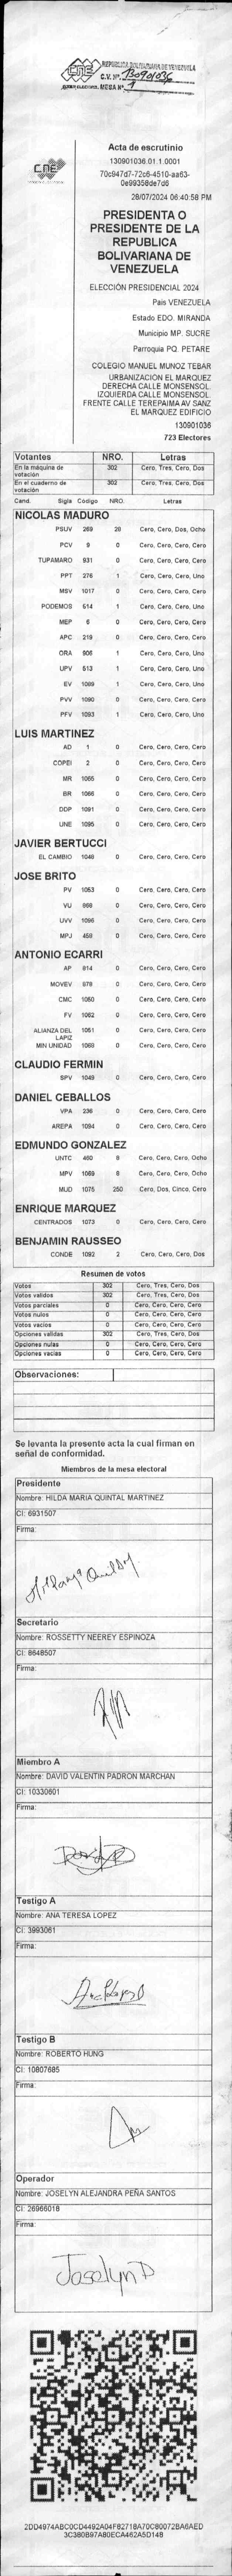 CNE REPUBLICA BOLIVARIANA DE VENEZUELA
C.V. Nº. 130901036
PODER ELECTORAL MESA Nº. 1
CNE
Acta de escrutinio
130901036.01.1.0001
70c947d7-72c6-4510-aa63-
0e99358de7d6
28/07/2024 06:40:58 PM
PRESIDENTA O
PRESIDENTE DE LA
REPUBLICA
BOLIVARIANA DE
VENEZUELA
ELECCIÓN PRESIDENCIAL 2024
Pais VENEZUELA
Estado EDO. MIRANDA
Municipio MP. SUCRE
Parroquia PQ. PETARE
COLEGIO MANUEL MUNOZ TEBAR
URBANIZACIÓN EL MARQUEZ
DERECHA CALLE MONSENSOL.
IZQUIERDA CALLE MONSENSOL.
FRENTE CALLE TEREPAIMA AV SANZ
EL MARQUEZ EDIFICIO
130901036
723 Electores
Votantes NRO. Letras
En la máquina de votación 302 Cero, Tres, Cero, Dos
En el cuaderno de votación 302 Cero, Tres, Cero, Dos
Cand. Sigla Código NRO. Letras
NICOLAS MADURO
PSUV 269 28 Cero, Cero, Dos, Ocho
PCV 9 0 Cero, Cero, Cero, Cero
TUPAMARO 931 0 Cero, Cero, Cero, Cero
PPT 276 1 Cero, Cero, Cero, Uno
MSV 1017 0 Cero, Cero, Cero, Cero
PODEMOS 614 1 Cero, Cero, Cero, Uno
MEP 6 0 Cero, Cero, Cero, Cero
APC 219 0 Cero, Cero, Cero, Cero
ORA 906 1 Cero, Cero, Cero, Uno
UPV 513 1 Cero, Cero, Cero, Uno
EV 1089 1 Cero, Cero, Cero, Uno
PVV 1090 0 Cero, Cero, Cero, Cero
PFV 1093 1 Cero, Cero, Cero, Uno
LUIS MARTINEZ
AD 1 0 Cero, Cero, Cero, Cero
COPEI 2 0 Cero, Cero, Cero, Cero
MR 1055 0 Cero, Cero, Cero, Cero
BR 1066 0 Cero, Cero, Cero, Cero
DDP 1091 0 Cero, Cero, Cero, Cero
UNE 1095 0 Cero, Cero, Cero, Cero
JAVIER BERTUCCI
EL CAMBIO 1048 0 Cero, Cero, Cero, Cero
JOSE BRITO
PV 1053 0 Cero, Cero, Cero, Cero
VU 868 0 Cero, Cero, Cero, Cero
UVV 1096 0 Cero, Cero, Cero, Cero
MPJ 459 0 Cero, Cero, Cero, Cero
ANTONIO ECARRI
AP 814 0 Cero, Cero, Cero, Cero
MOVEV 878 0 Cero, Cero, Cero, Cero
CMC 1050 0 Cero, Cero, Cero, Cero
FV 1082 0 Cero, Cero, Cero, Cero
ALIANZA DEL LAPIZ 1051 0 Cero, Cero, Cero, Cero
MIN UNIDAD 1068 0 Cero, Cero, Cero, Cero
CLAUDIO FERMIN
SPV 1049 0 Cero, Cero, Cero, Cero
DANIEL CEBALLOS
VPA 236 0 Cero, Cero, Cero, Cero
AREPA 1094 0 Cero, Cero, Cero, Cero
EDMUNDO GONZALEZ
UNTC 460 8 Cero, Cero, Cero, Ocho
MPV 1069 8 Cero, Cero, Cero, Ocho
MUD 1075 250 Cero, Dos, Cinco, Cero
ENRIQUE MARQUEZ
CENTRADOS 1073 0 Cero, Cero, Cero, Cero
BENJAMIN RAUSSEO
CONDE 1092 2 Cero, Cero, Cero, Dos
Resumen de votos
Votos 302 Cero, Tres, Cero, Dos
Votos validos 302 Cero, Tres, Cero, Dos
Votos parciales 0 Cero, Cero, Cero, Cero
Votos nulos 0 Cero, Cero, Cero, Cero
Votos vacios 0 Cero, Cero, Cero, Cero
Opciones validas 302 Cero, Tres, Cero, Dos
Opciones nulas 0 Cero, Cero, Cero, Cero
Opciones vacias 0 Cero, Cero, Cero, Cero
Observaciones:
Se levanta la presente acta la cual firman en
señal de conformidad.
Miembros de la mesa electoral
Presidente
Nombre: HILDA MARIA QUINTAL MARTINEZ
CI: 6931507
Firma:
Secretario
Nombre: ROSSETTY NEEREY ESPINOZA
CI: 8648507
Firma:
Miembro A
Nombre: DAVID VALENTIN PADRON MARCHAN
CI: 10330601
Firma:
Testigo A
Nombre: ANA TERESA LOPEZ
CI: 3993061
Firma:
Testigo B
Nombre: ROBERTO HUNG
CI: 10807685
Firma:
Operador
Nombre: JOSELYN ALEJANDRA PEÑA SANTOS
CI: 26966018
Firma:
Joselyn P
2DD4974ABC0CD4492A04F82718A70C80072BA6AED
3C380B97A80ECA462A5D148